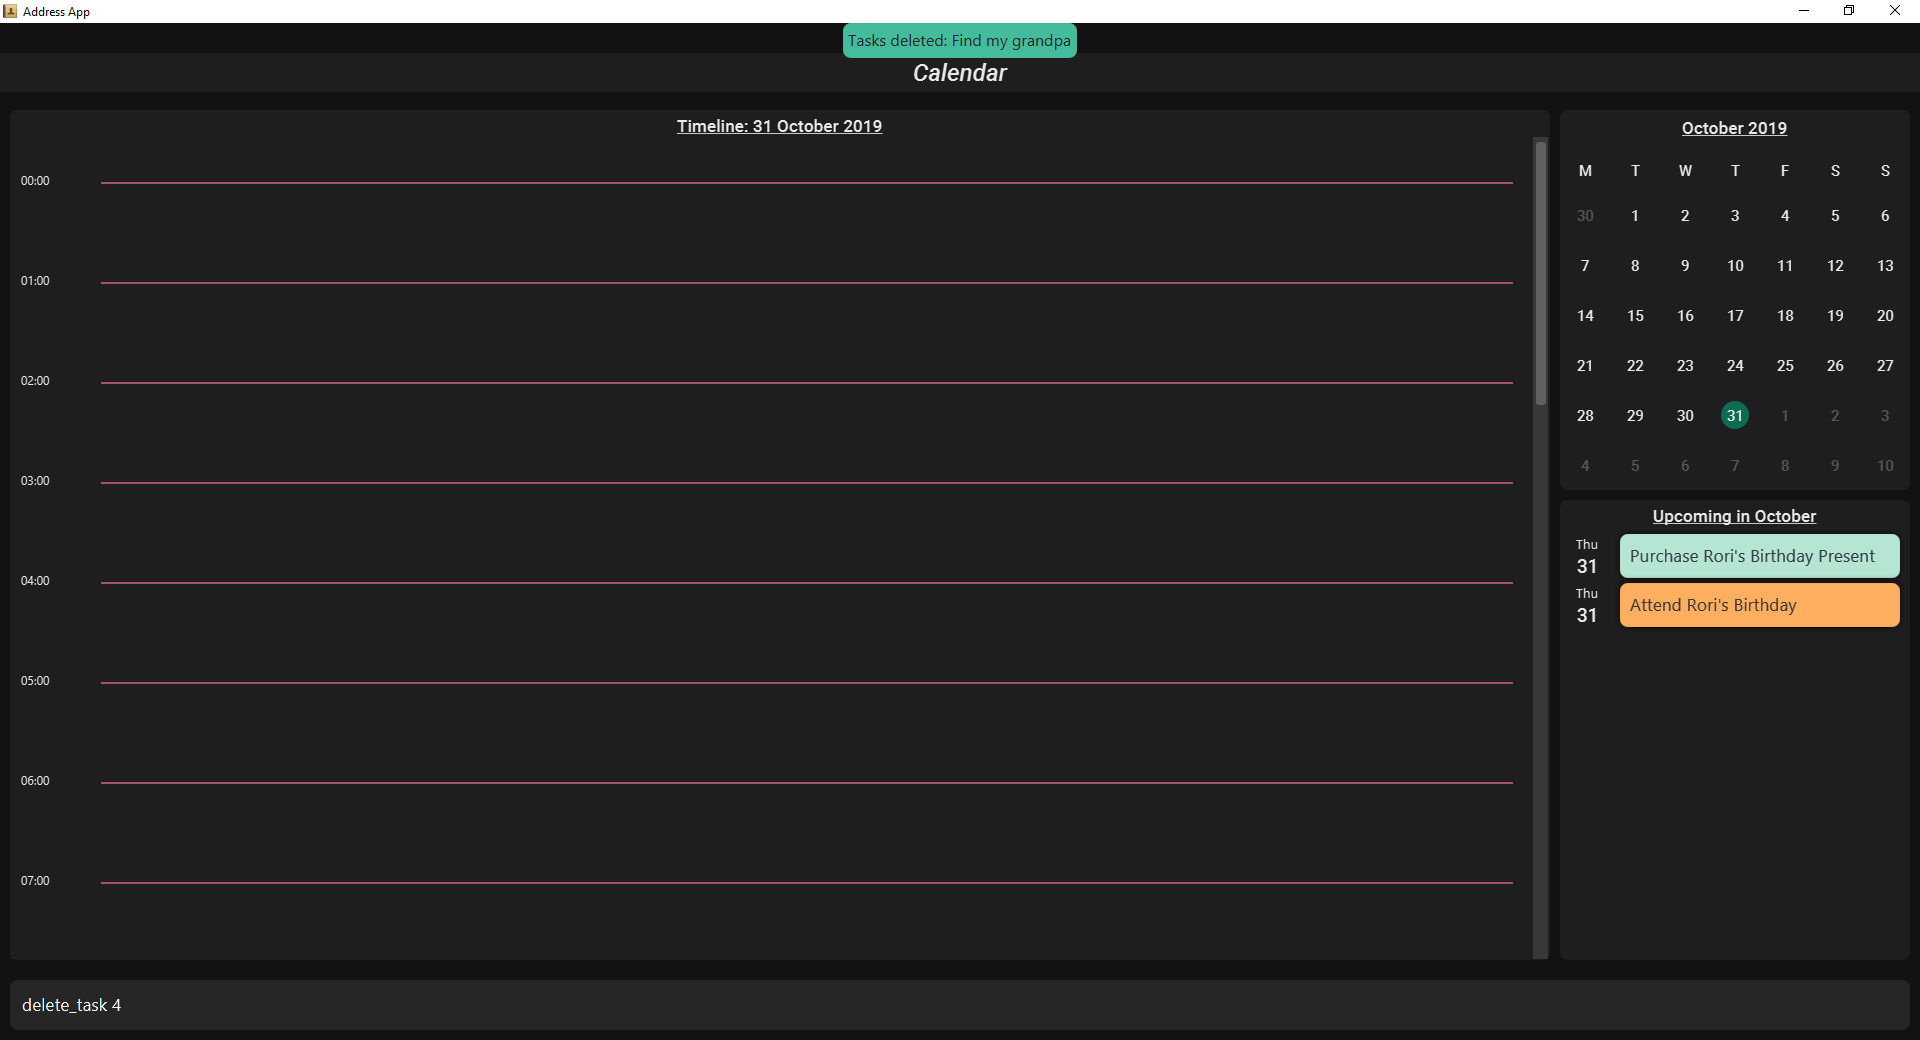 Address App
Tasks deleted: Find my grandpa
Calendar
Timeline: 31 October 2019
00:00
01:00
02:00
03:00
04:00
05:00
06:00
07:00
October 2019
M T W T F S S
30 1 2 3 4 5 6
7 8 9 10 11 12 13
14 15 16 17 18 19 20
21 22 23 24 25 26 27
28 29 30 31 1 2 3
4 5 6 7 8 9 10
Upcoming in October
Thu
31
Purchase Rori's Birthday Present
Thu
31
Attend Rori's Birthday
delete_task 4